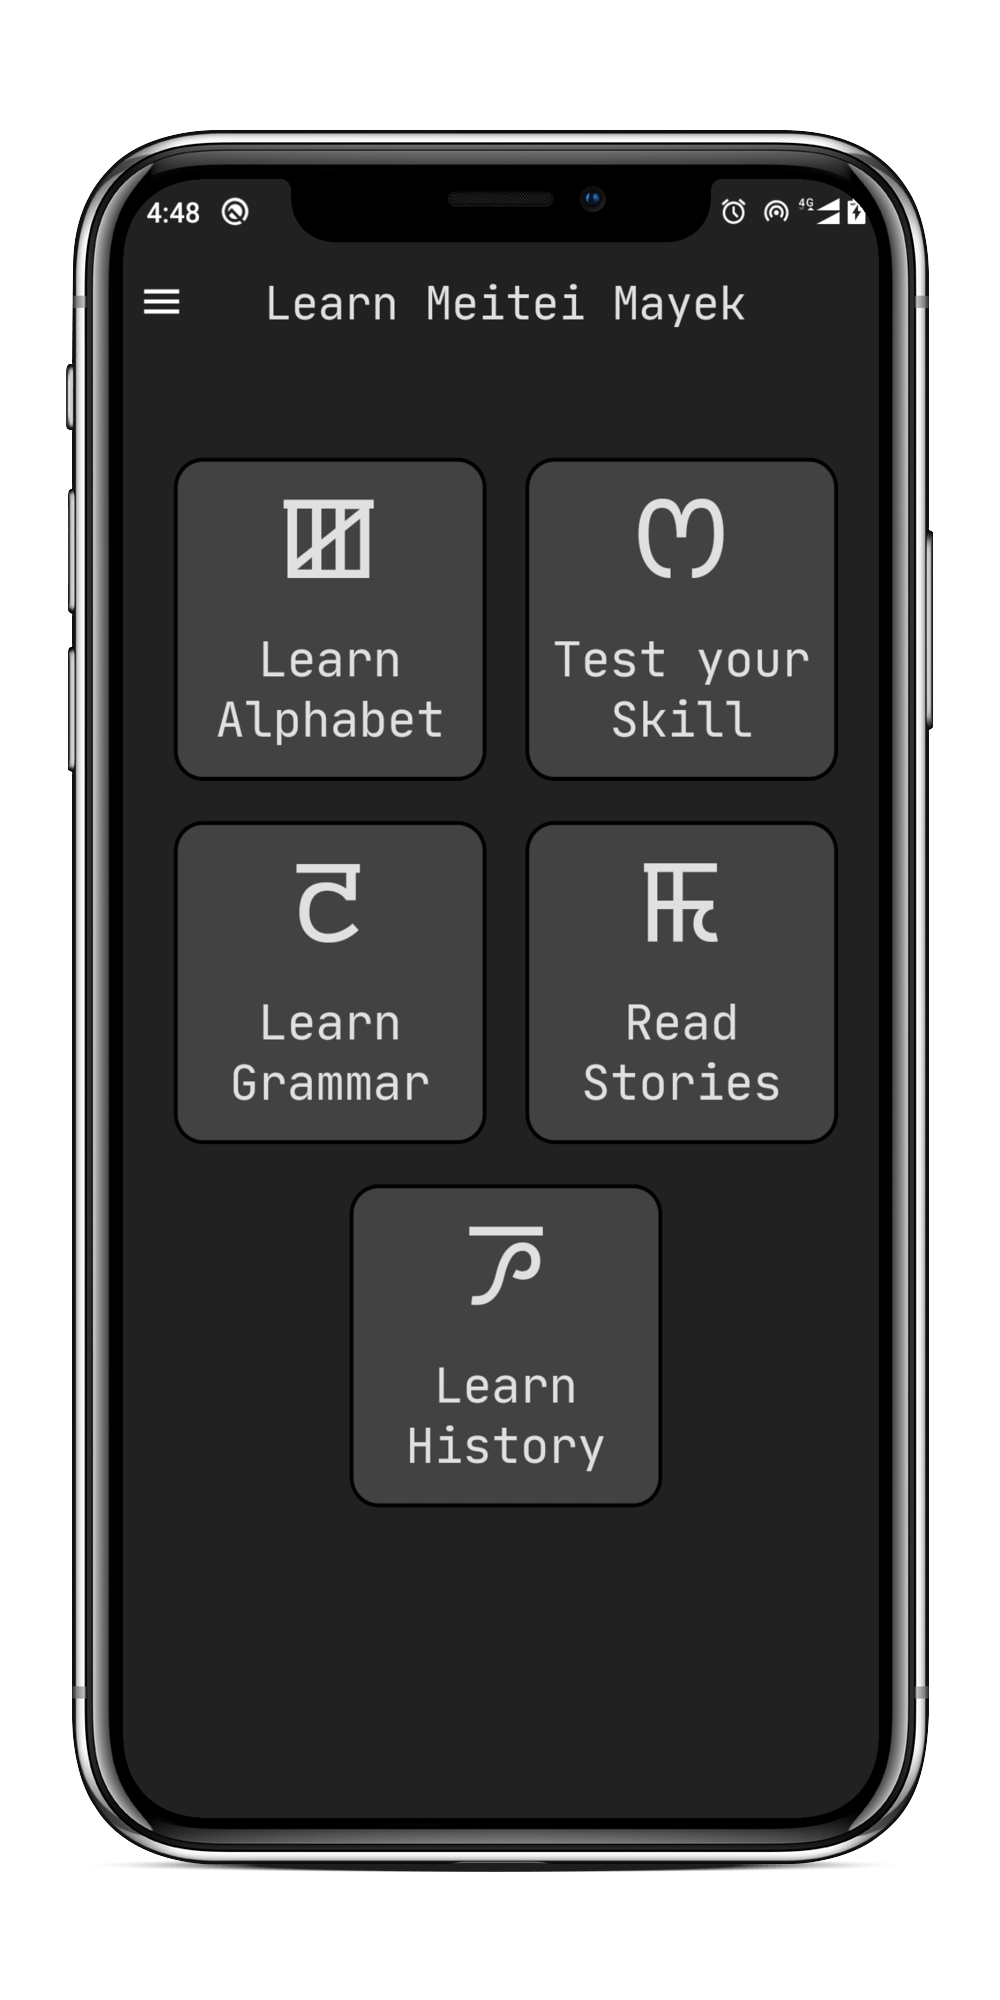 4:48
4G
Learn Meitei Mayek
ꯀ
Learn
Alphabet
ꯁ
Test your
Skill
ꯂ
Learn
Grammar
ꯃ
Read
Stories
ꯄ
Learn
History